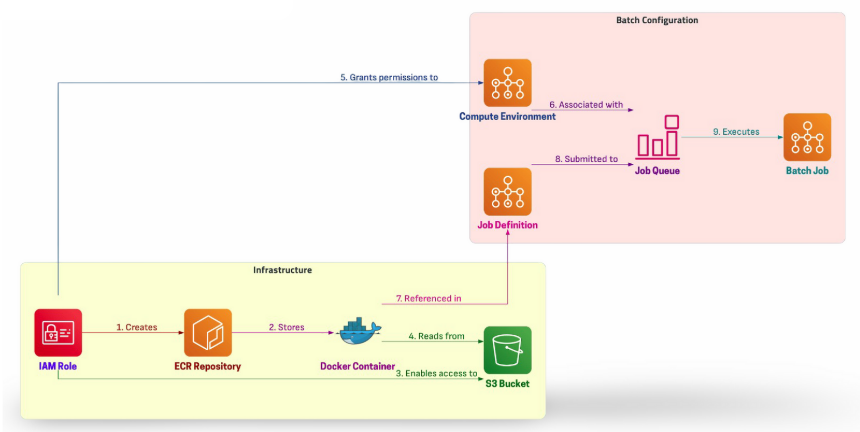 Batch Configuration
5. Grants permissions to
Compute Environment
6. Associated with
9. Executes
8. Submitted to
Job Queue
Batch Job
Job Definition
Infrastructure
7. Referenced in
1. Creates
2. Stores
4. Reads from
IAM Role
ECR Repository
Docker Container
3. Enables access to
S3 Bucket